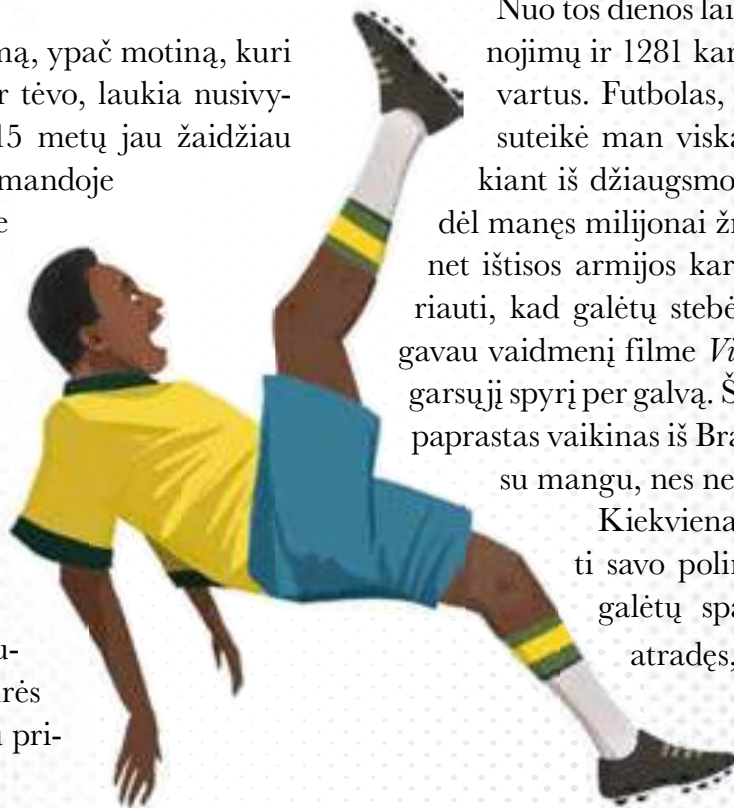 mą, ypač motiną, kuri
r tėvo, laukia nusivy-
15 metų jau žaidžiau
mandoje
e
u-
rės
u pri-
Nuo tos dienos lai
nojimų ir 1281 kar
vartus. Futbolas,
suteikė man viska
kiant iš džiaugsmo
dėl manęs milijonai ž
net ištisos armijos kar
riauti, kad galėtų stebė
gavau vaidmenį filme Vi
garsųjį spyrį per galvą. Š
paprastas vaikinas iš Bra
su mangu, nes ne
Kiekviena
ti savo polin
galėtų spa
atradęs,